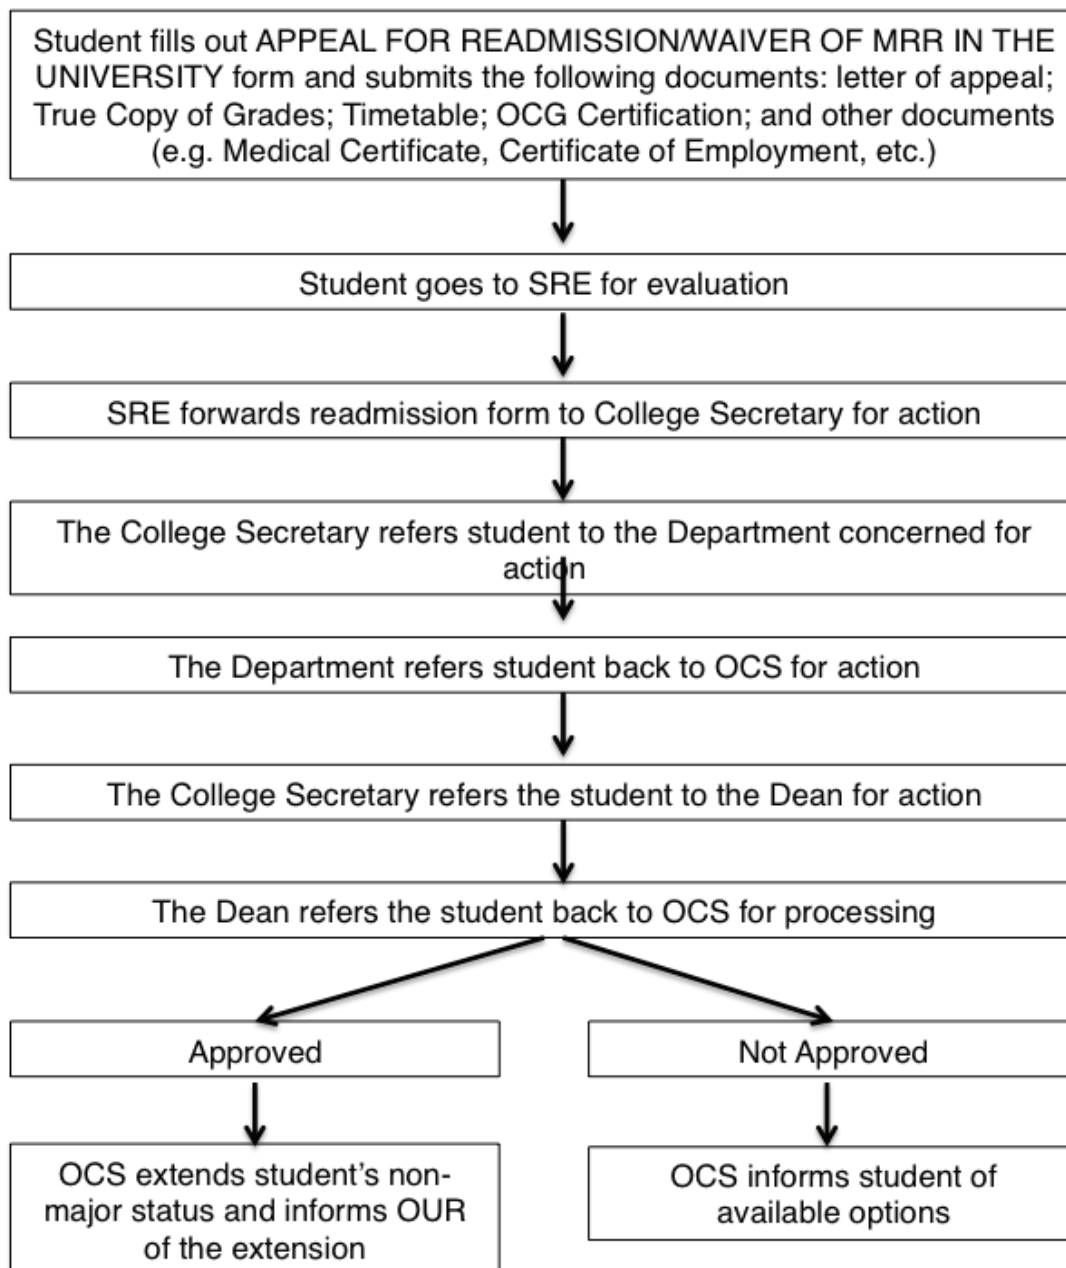 Student fills out APPEAL FOR READMISSION/WAIVER OF MRR IN THE
UNIVERSITY form and submits the following documents: letter of appeal;
True Copy of Grades; Timetable; OCG Certification; and other documents
(e.g. Medical Certificate, Certificate of Employment, etc.)
Student goes to SRE for evaluation
SRE forwards readmission form to College Secretary for action
The College Secretary refers student to the Department concerned for
action
The Department refers student back to OCS for action
The College Secretary refers the student to the Dean for action
The Dean refers the student back to OCS for processing
Approved
Not Approved
OCS extends student’s non-
major status and informs OUR
of the extension
OCS informs student of
available options